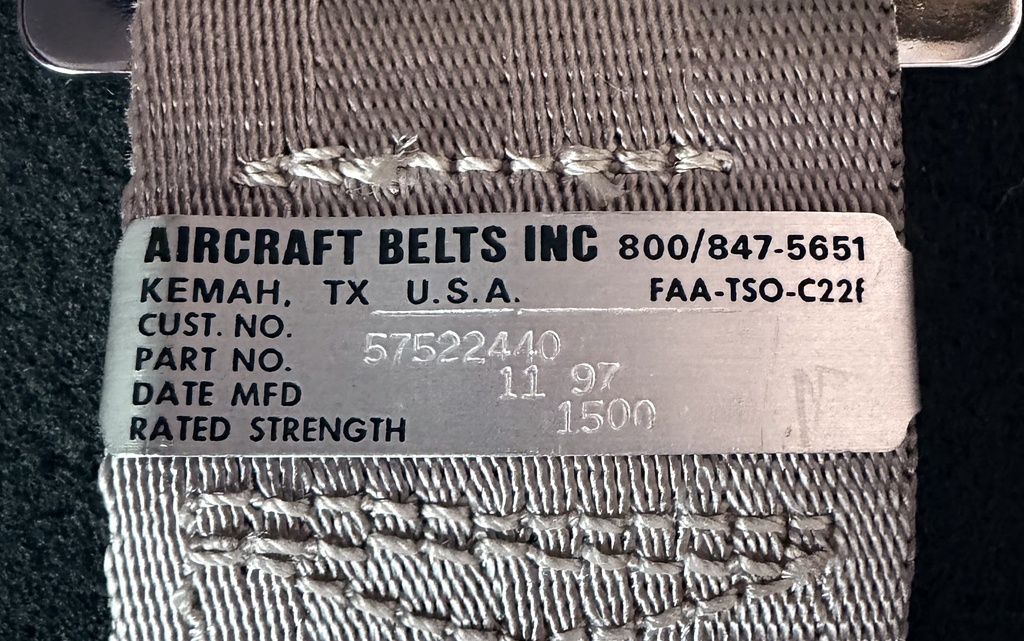 AIRCRAFT BELTS INC 800/847-5651
KEMAH, TX U.S.A. FAA-TSO-C22f
CUST. NO.
PART NO. 57522440
DATE MFD 11 97
RATED STRENGTH 1500